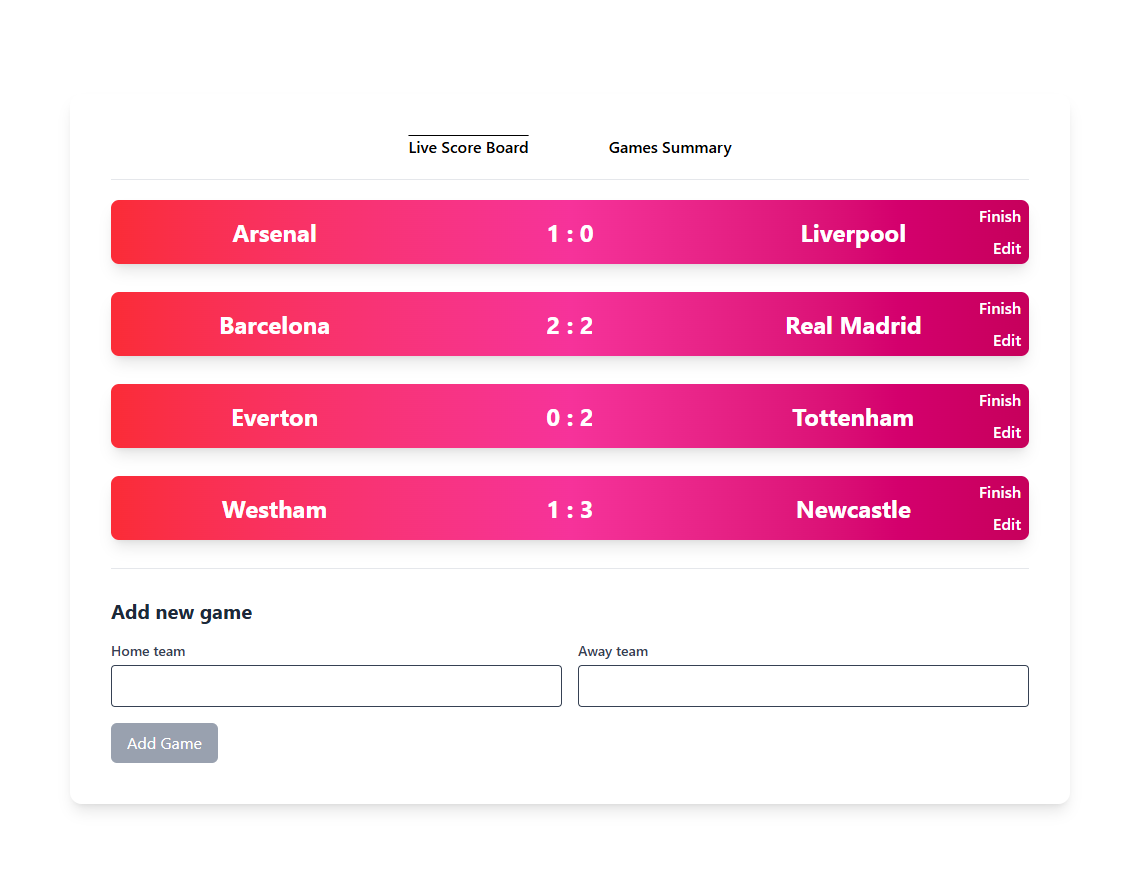 Live Score Board Games Summary
Arsenal 1 : 0 Liverpool Finish
Edit
Barcelona 2 : 2 Real Madrid Finish
Edit
Everton 0 : 2 Tottenham Finish
Edit
Westham 1 : 3 Newcastle Finish
Edit
Add new game
Home team Away team
Add Game